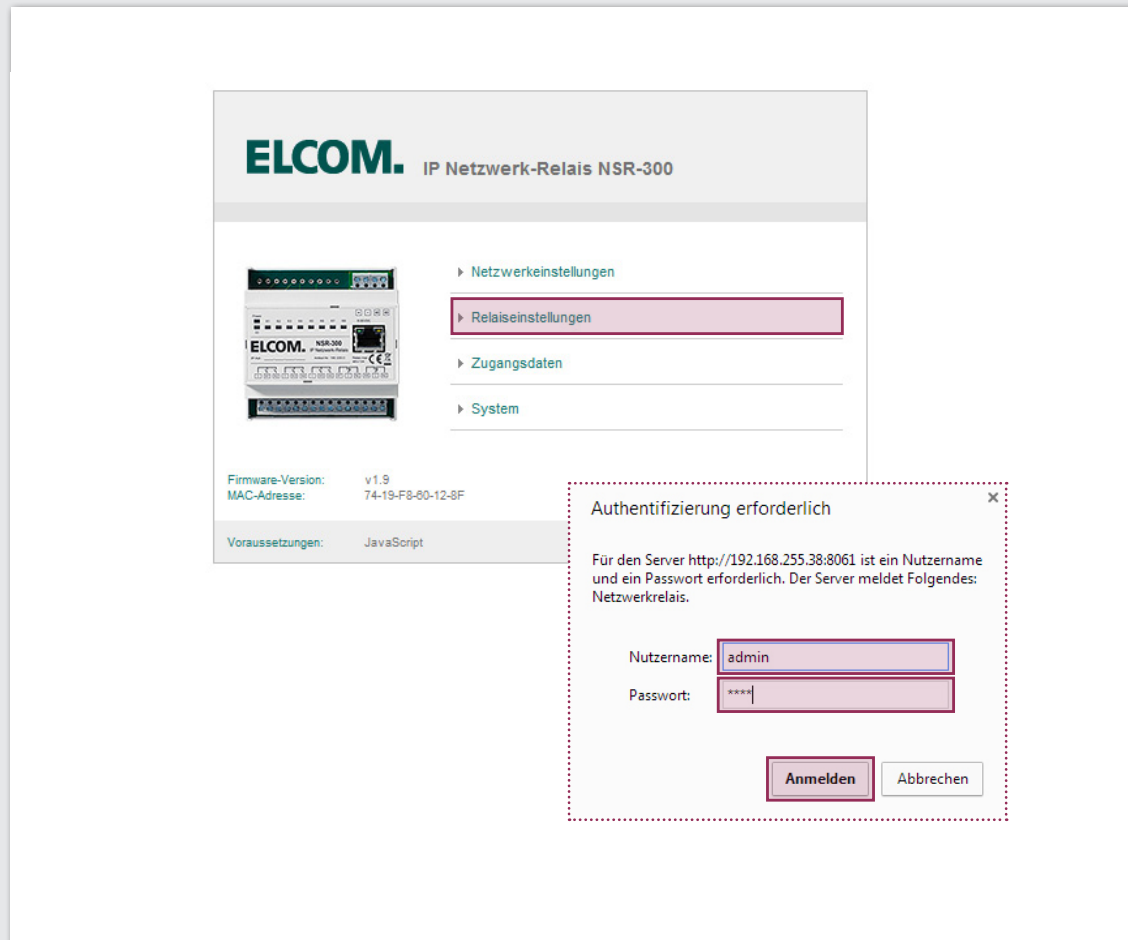 ELCOM.
IP Netzwerk-Relais NSR-300
Netzwerkeinstellungen
Relaiseinstellungen
Zugangsdaten
System
ELCOM.
NSR-300
IP Netzwerk-Relais
Firmware-Version: v1.9
MAC-Adresse: 74-19-F8-60-12-8F
Voraussetzungen: JavaScript
Authentifizierung erforderlich
Für den Server http://192.168.255.38:8061 ist ein Nutzername
und ein Passwort erforderlich. Der Server meldet Folgendes:
Netzwerkrelais.
Nutzername: admin
Passwort: ****
Anmelden Abbrechen